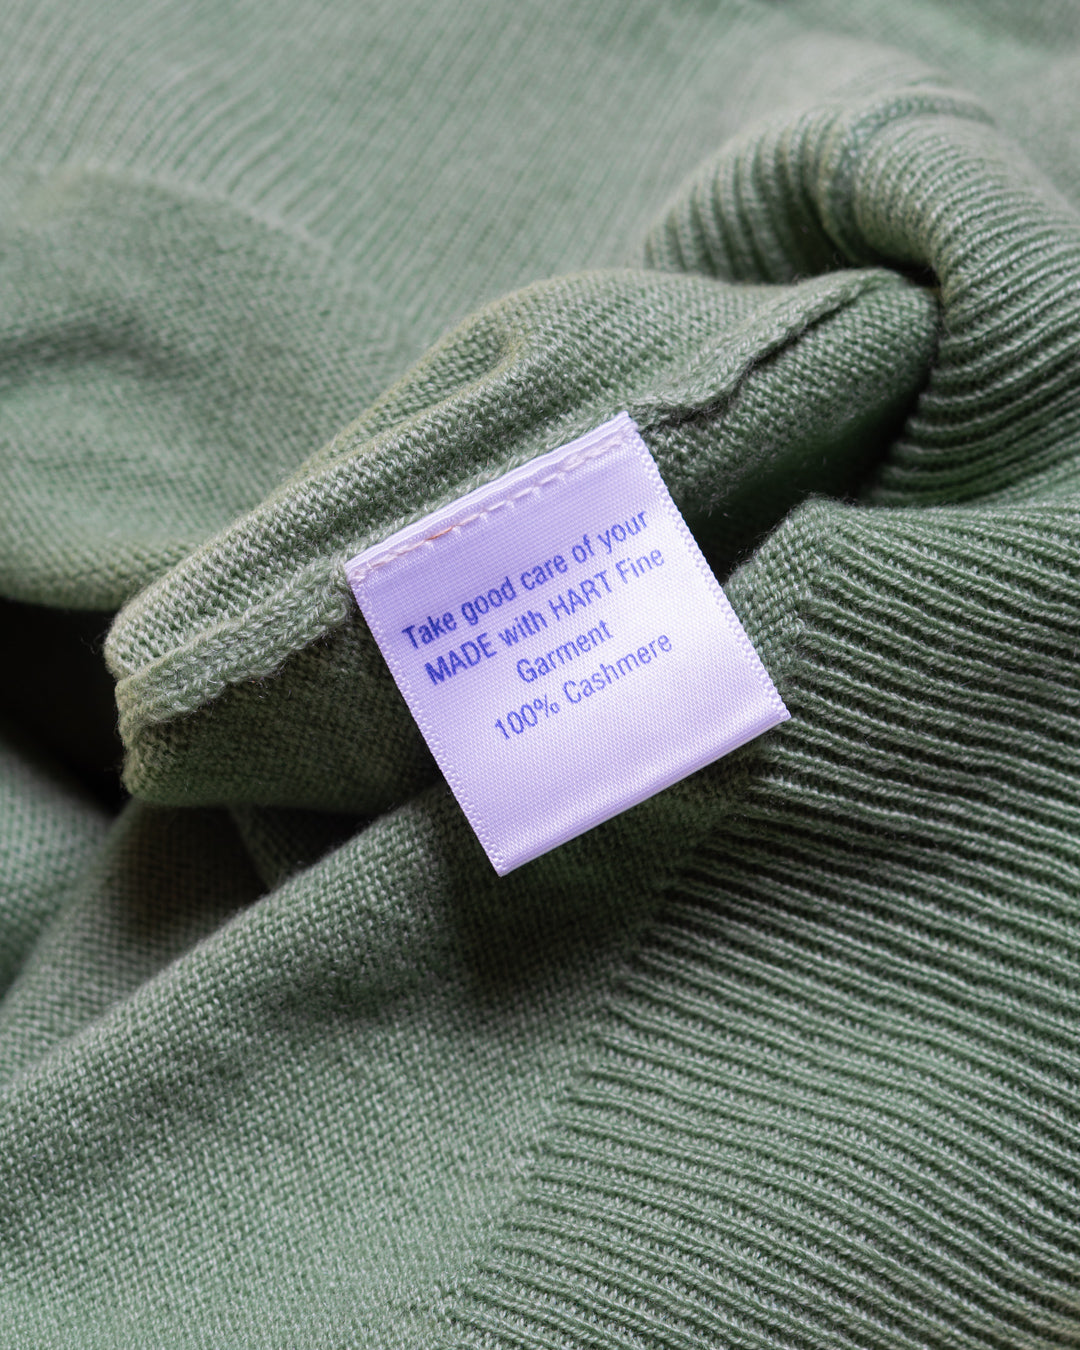 Take good care of your
MADE with HART Fine
Garment
100% Cashmere